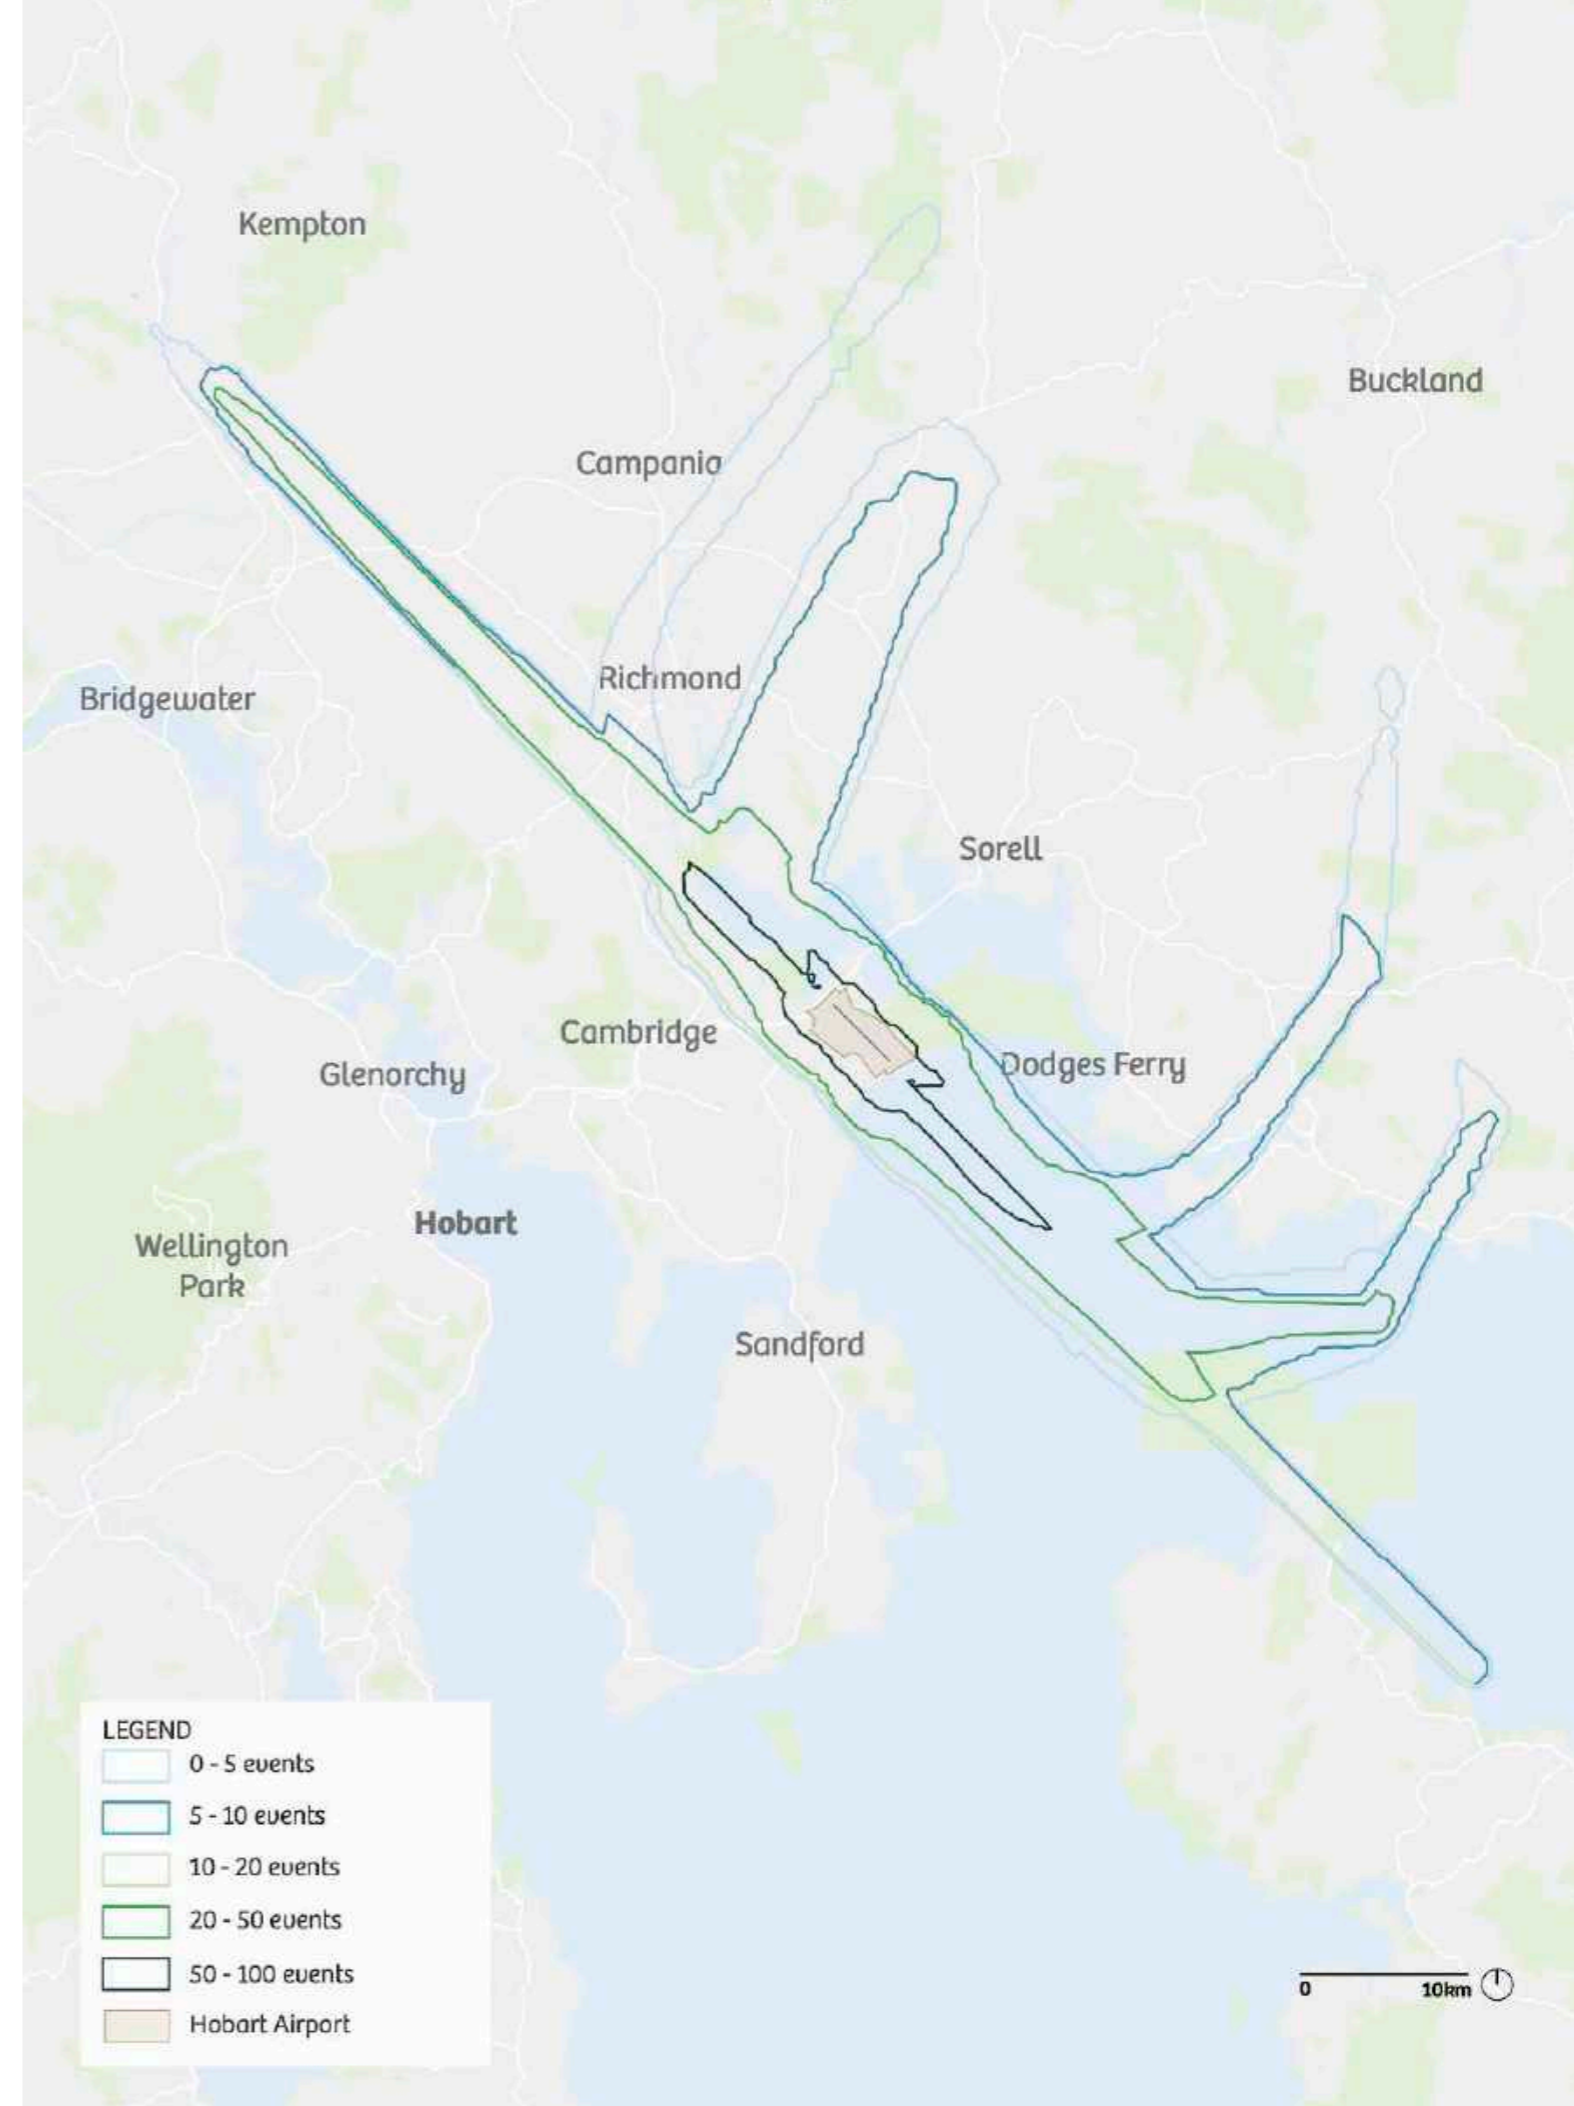 Kempton
Buckland
Campania
Richmond
Bridgewater
Sorell
Cambridge
Dodges Ferry
Glenorchy
Hobart
Wellington
Park
Sandford
LEGEND
0 - 5 events
5 - 10 events
10 - 20 events
20 - 50 events
50 - 100 events
Hobart Airport
0 10km